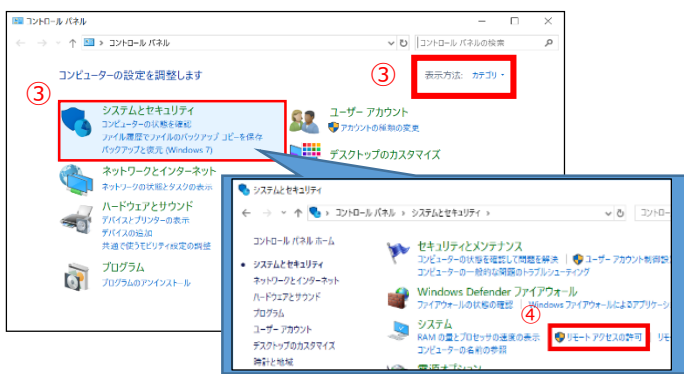 コントロール パネル
コントロール パネル
コントロール パネルの検索
コンピューターの設定を調整します
③
表示方法: カテゴリ
③
システムとセキュリティ
コンピューターの状態を確認
ファイル履歴でファイルのバックアップ コピーを保存
バックアップと復元 (Windows 7)
ネットワークとインターネット
ネットワークの状態とタスクの表示
ハードウェアとサウンド
デバイスとプリンターの表示
デバイスの追加
共通で使うモビリティ設定の調整
プログラム
プログラムのアンインストール
ユーザー アカウント
アカウントの種類の変更
デスクトップのカスタマイズ
システムとセキュリティ
コントロール パネル › システムとセキュリティ ›
コントロー
コントロール パネル ホーム
システムとセキュリティ
ネットワークとインターネット
ハードウェアとサウンド
プログラム
ユーザー アカウント
デスクトップのカスタマイズ
時計と地域
セキュリティとメンテナンス
コンピューターの状態を確認して問題を解決
ユーザー アカウント制御設
コンピューターの一般的な問題のトラブルシューティング
Windows Defender ファイアウォール
ファイアウォールの状態の確認
Windows ファイアウォールによるアプリケーシ
④
システム
RAM の量とプロセッサの速度の表示
リモート アクセスの許可
リモ
コンピューターの名前の参照
電源オプション